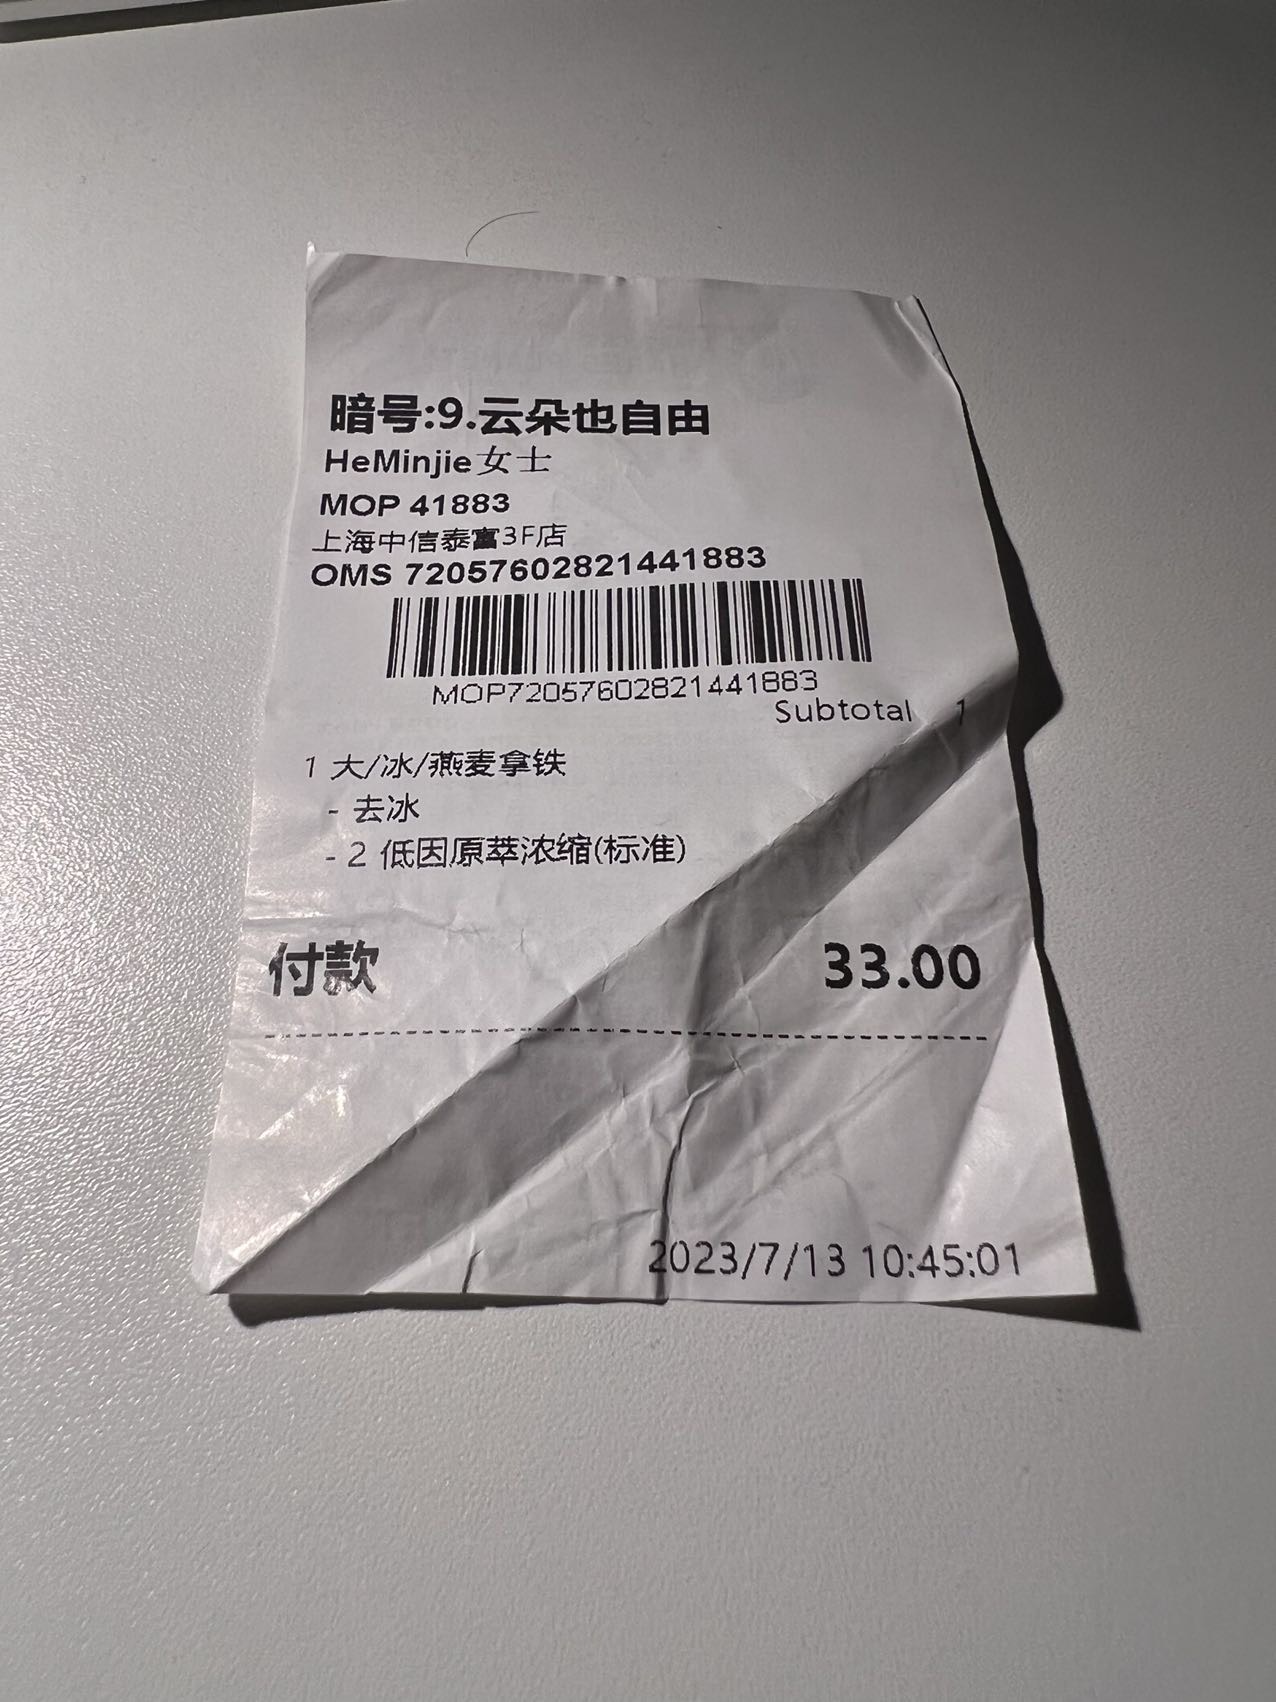 暗号:9.云朵也自由
HeMinjie女士
MOP 41883
上海中信泰富3F店
OMS 72057602821441883
MOP72057602821441883
Subtotal 1
1 大/冰/燕麦拿铁
- 去冰
- 2 低因原萃浓缩(标准)
付款 33.00
2023/7/13 10:45:01